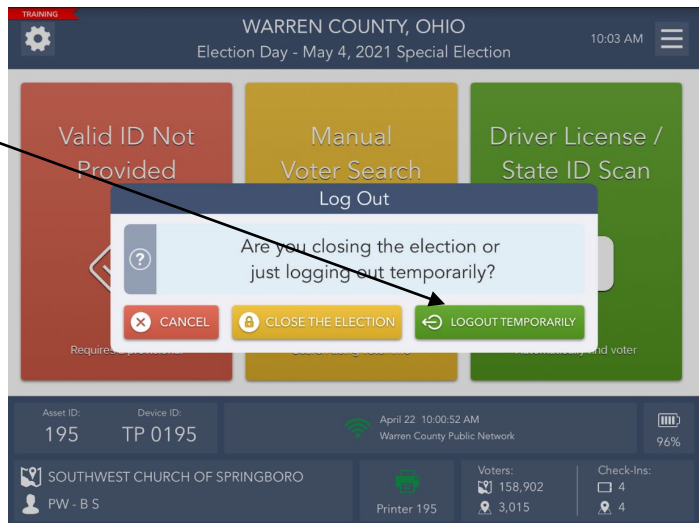 TRAINING
WARREN COUNTY, OHIO
Election Day - May 4, 2021 Special Election
10:03 AM
Valid ID Not
Provided
Manual
Voter Search
Driver License /
State ID Scan
Log Out
?
Are you closing the election or
just logging out temporarily?
CANCEL
CLOSE THE ELECTION
LOGOUT TEMPORARILY
Requires
voter
Asset ID:
195
Device ID:
TP 0195
April 22 10:00:52 AM
Warren County Public Network
96%
SOUTHWEST CHURCH OF SPRINGBORO
PW - B S
Printer 195
Voters:
158,902
3,015
Check-Ins:
4
4